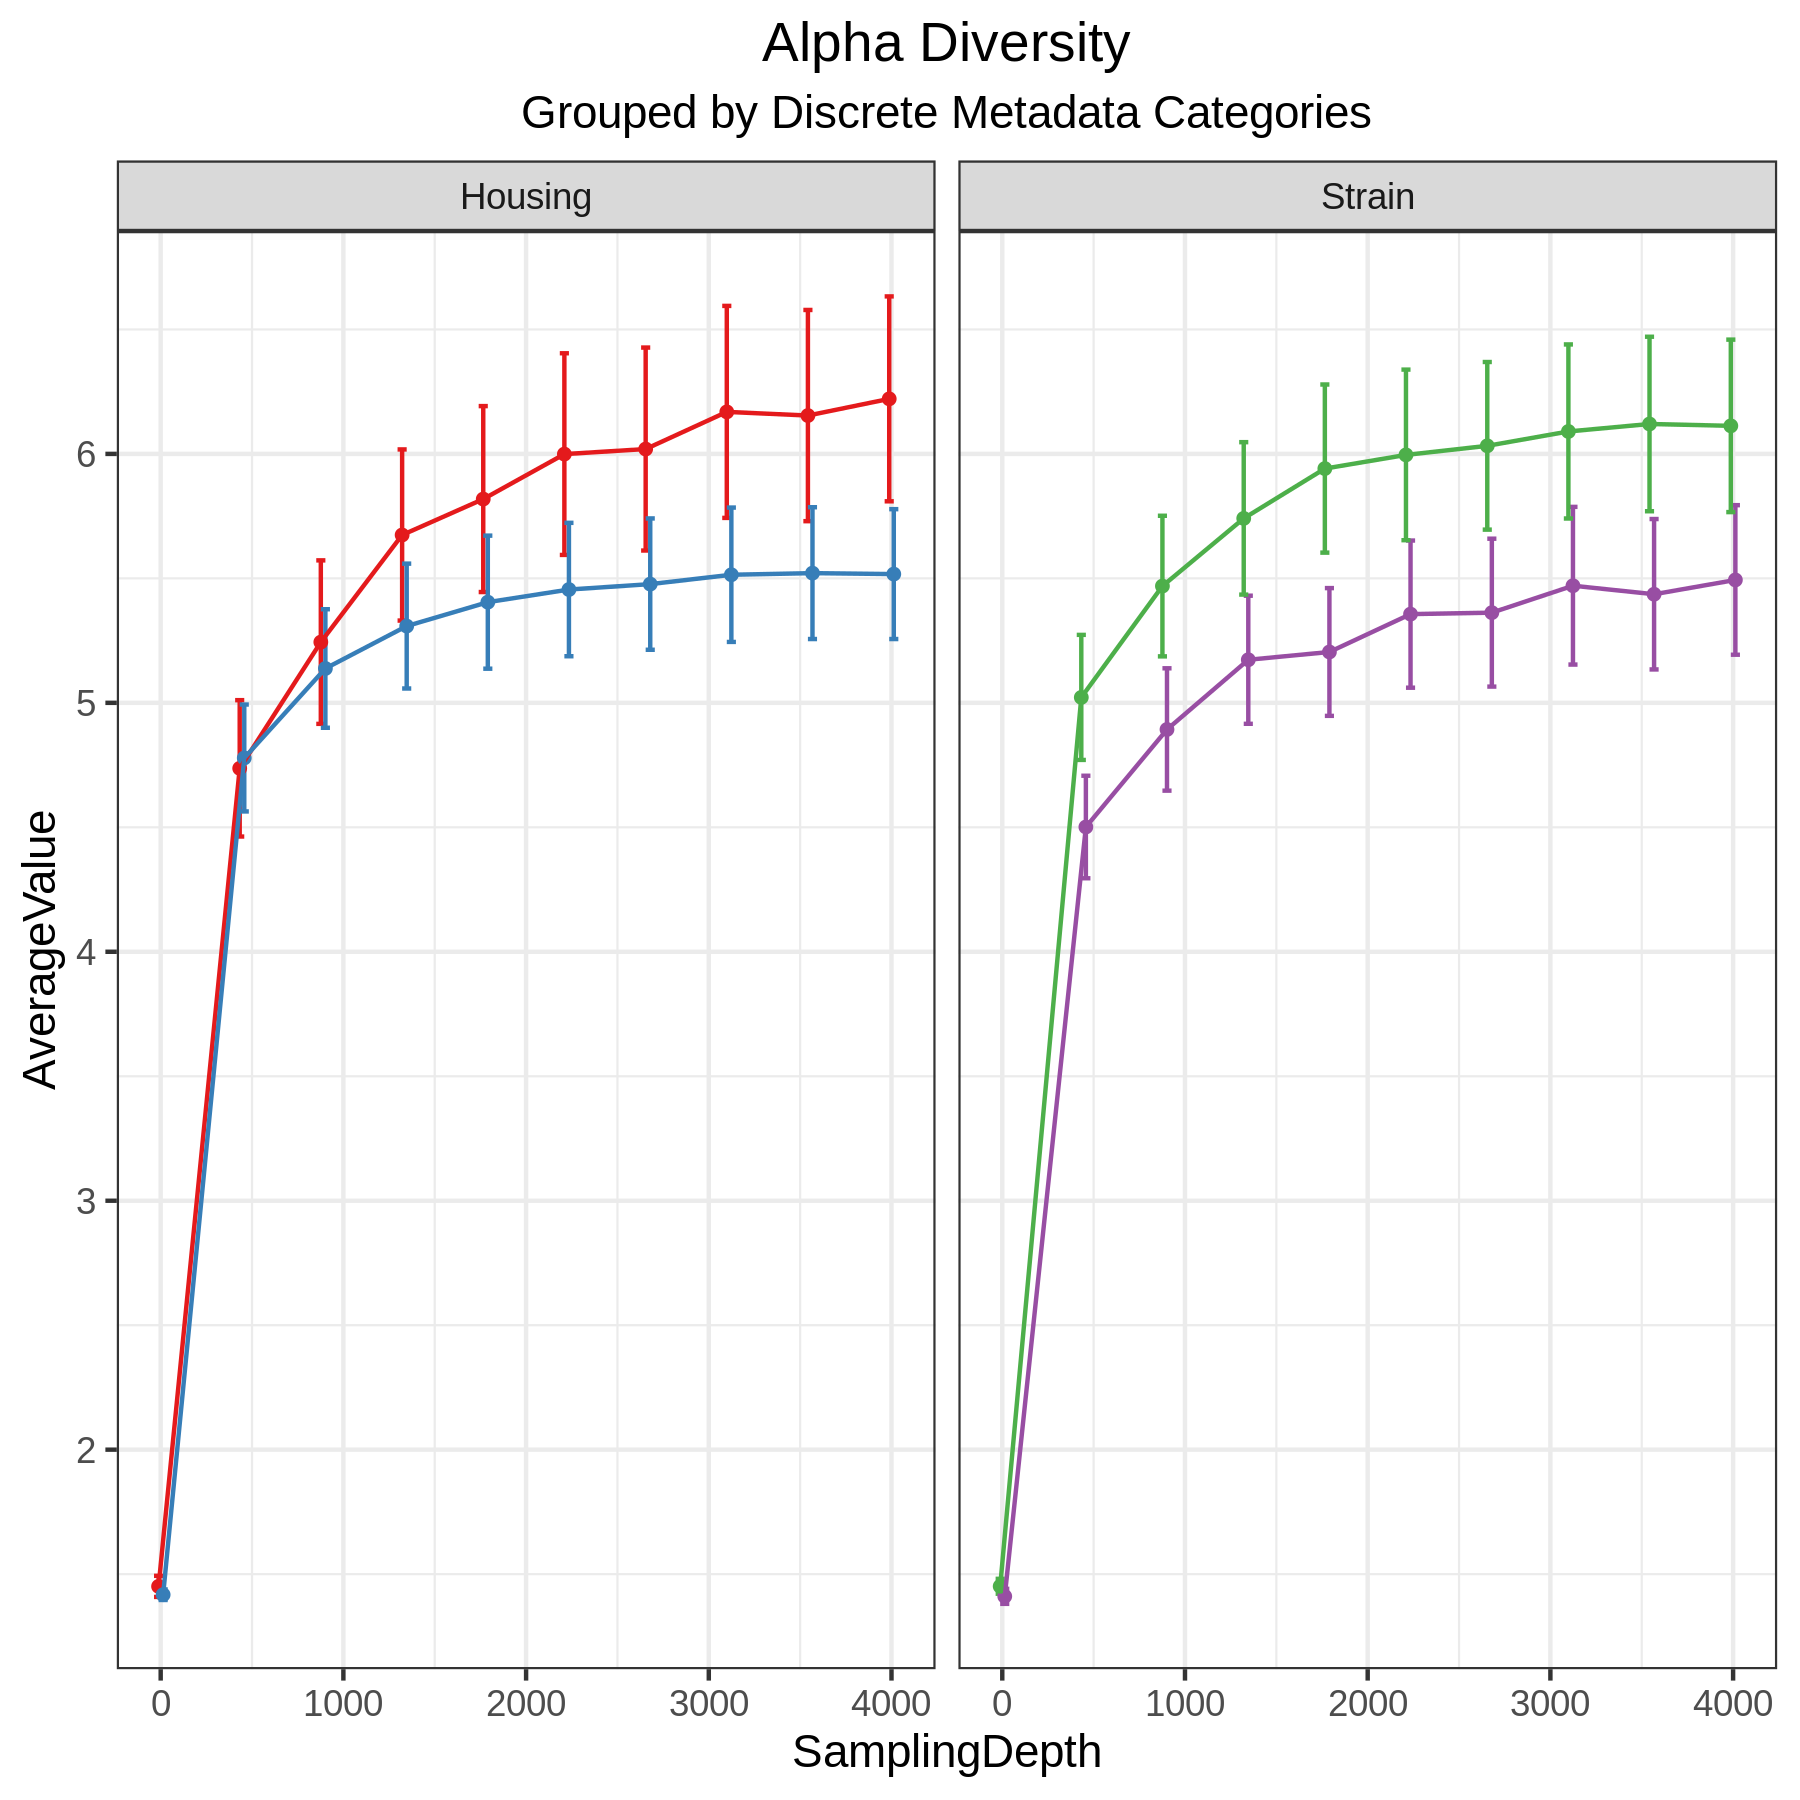 Alpha Diversity
Grouped by Discrete Metadata Categories
Housing
Strain
AverageValue
6
5
4
3
2
0 1000 2000 3000 4000
0 1000 2000 3000 4000
SamplingDepth